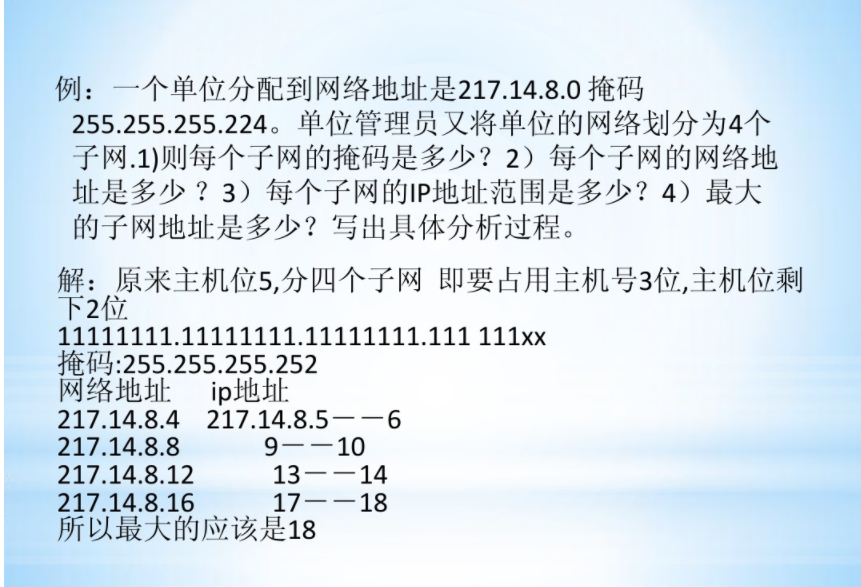 例：一个单位分配到网络地址是217.14.8.0 掩码
255.255.255.224。单位管理员又将单位的网络划分为4个
子网.1)则每个子网的掩码是多少？2）每个子网的网络地
址是多少 ？3）每个子网的IP地址范围是多少？4）最大
的子网地址是多少？写出具体分析过程。
解：原来主机位5,分四个子网 即要占用主机号3位,主机位剩
下2位
11111111.11111111.11111111.111 111xx
掩码:255.255.255.252
网络地址 ip地址
217.14.8.4 217.14.8.5－－6
217.14.8.8 9－－10
217.14.8.12 13－－14
217.14.8.16 17－－18
所以最大的应该是18